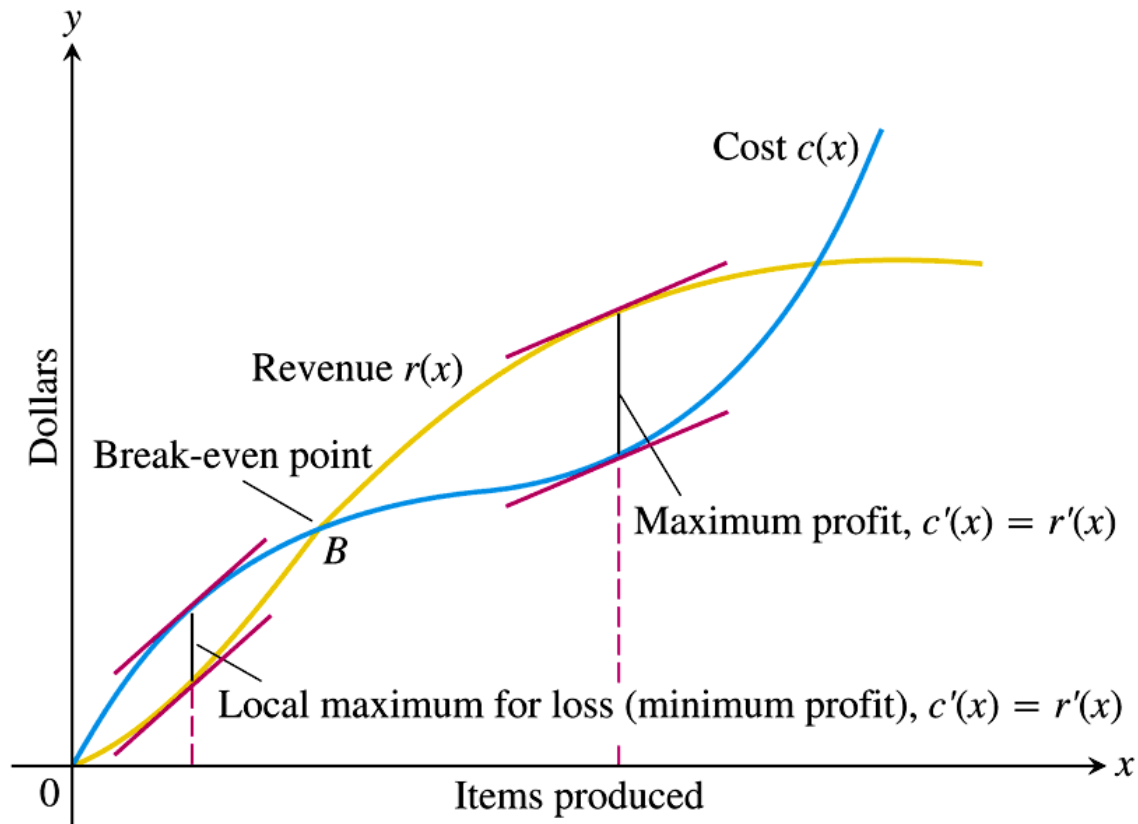 y
Cost c(x)
Revenue r(x)
Dollars
Break-even point
B
Maximum profit, c′(x) = r′(x)
Local maximum for loss (minimum profit), c′(x) = r′(x)
x
0
Items produced